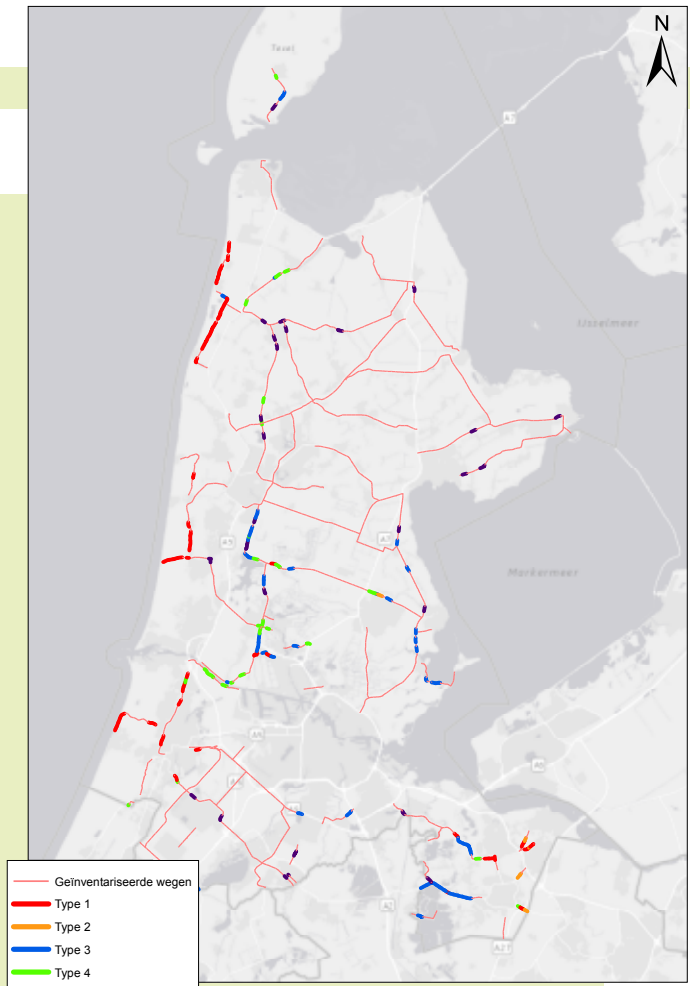 N
Texel
A7
IJsselmeer
A9
A7
Markermeer
A8
A6
A2
A27
Geïnventariseerde wegen
Type 1
Type 2
Type 3
Type 4